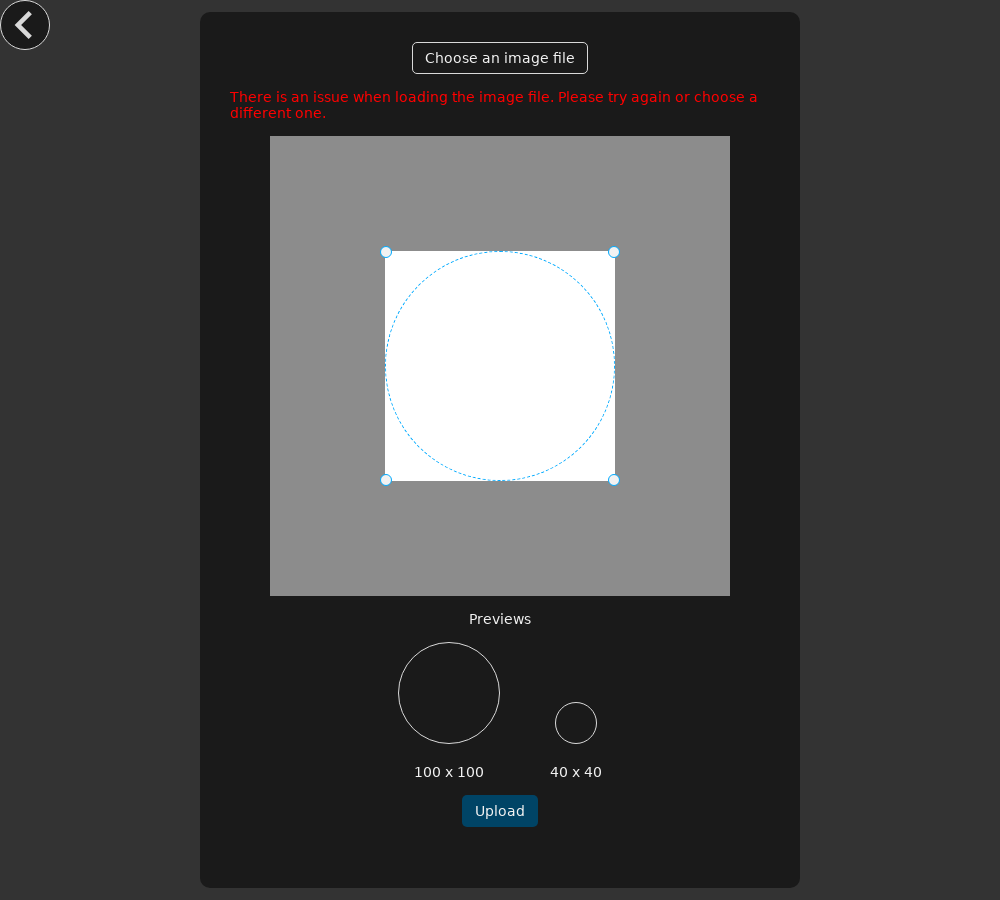 Choose an image file
There is an issue when loading the image file. Please try again or choose a
different one.
Previews
100 x 100
40 x 40
Upload